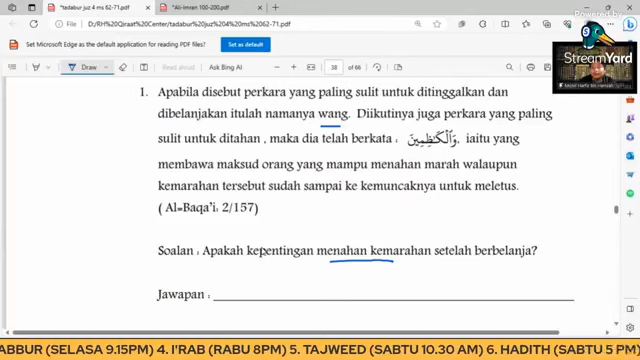 *tadabur juz 4 ms 62-71.pdf
*Ali-Imran 100-200.pdf
D:/RH%20Qiraat%20Center/tadabur%20juz%204%20ms%2062-71.pdf
Powered by
StreamYard
Set Microsoft Edge as the default application for reading PDF files?
Set as default
Draw
Ask Bing AI
38
of 66
1. Apabila disebut perkara yang paling sulit untuk ditinggalkan dan
dibelanjakan itulah namanya wang. Diikutinya juga perkara yang paling
sulit untuk ditahan , maka dia telah berkata : وَٱلْكَٰظِمِينَ, iaitu yang
membawa maksud orang yang mampu menahan marah walaupun
kemarahan tersebut sudah sampai ke kemuncaknya untuk meletus.
( Al=Baqa'i: 2/157)
Soalan : Apakah kepentingan menahan kemarahan setelah berbelanja?
Jawapan :
ABBUR (SELASA 9.15PM) 4. I'RAB (RABU 8PM) 5. TAJWEED (SABTU 10.30 AM) 6. HADITH (SABTU 5 PM)